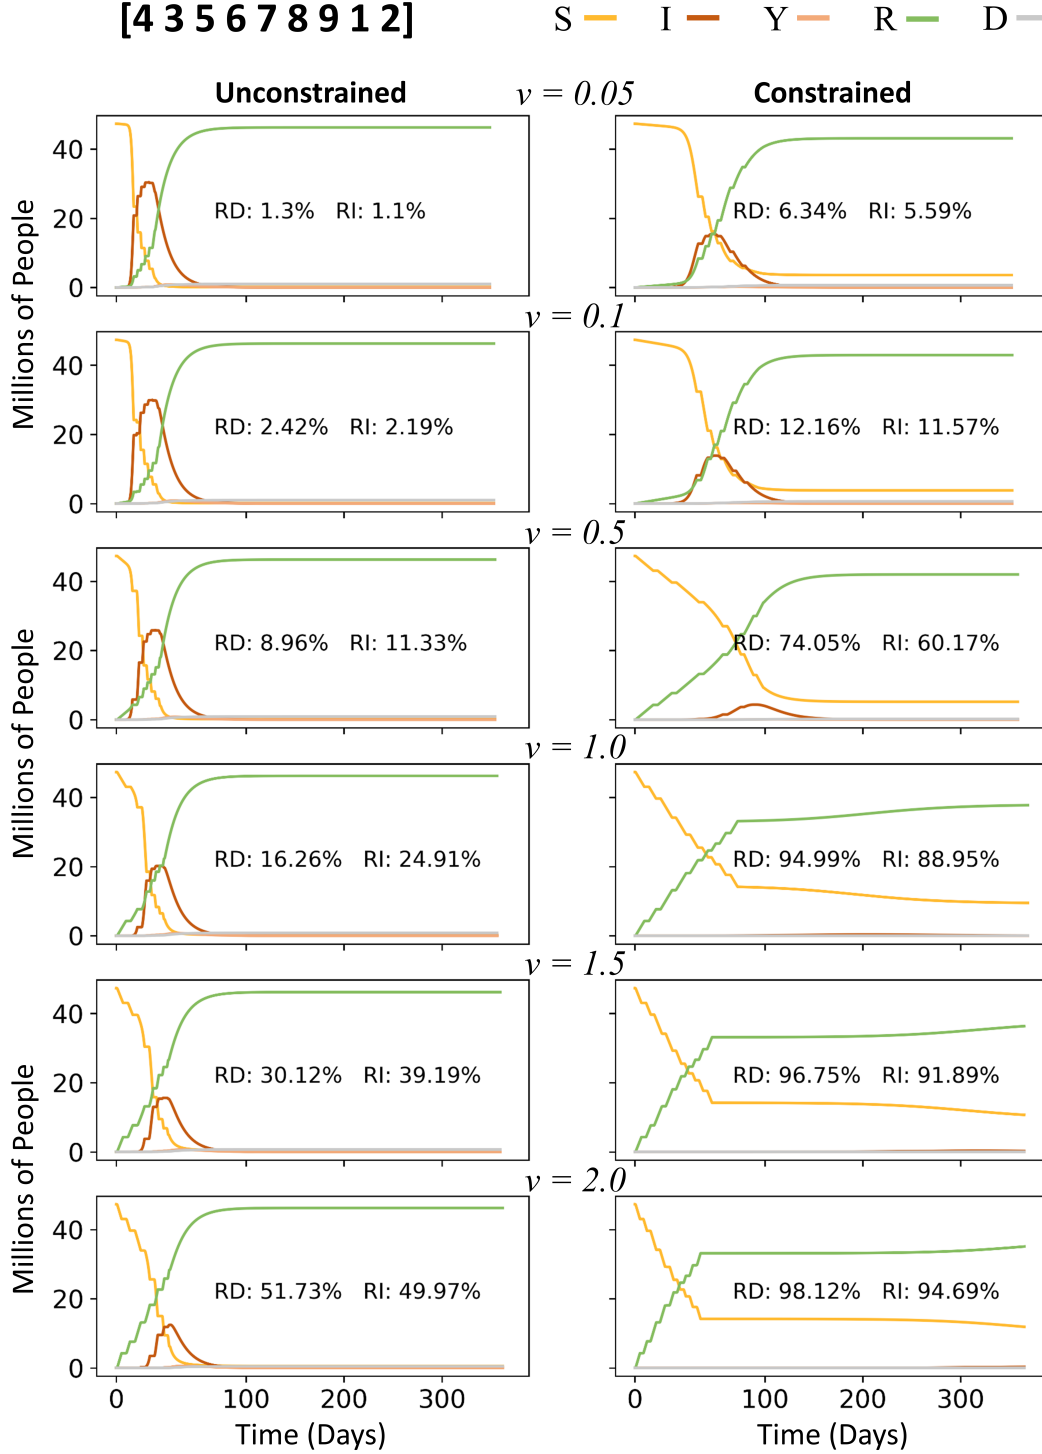 [4 3 5 6 7 8 9 1 2]
S I Y R D
Unconstrained
v = 0.05
Constrained
Millions of People
40
20
0
RD: 1.3% RI: 1.1%
RD: 6.34% RI: 5.59%
v = 0.1
40
20
0
RD: 2.42% RI: 2.19%
RD: 12.16% RI: 11.57%
v = 0.5
Millions of People
40
20
0
RD: 8.96% RI: 11.33%
RD: 74.05% RI: 60.17%
v = 1.0
40
20
0
RD: 16.26% RI: 24.91%
RD: 94.99% RI: 88.95%
v = 1.5
Millions of People
40
20
0
RD: 30.12% RI: 39.19%
RD: 96.75% RI: 91.89%
v = 2.0
40
20
0
RD: 51.73% RI: 49.97%
RD: 98.12% RI: 94.69%
0 100 200 300
0 100 200 300
Time (Days)
Time (Days)